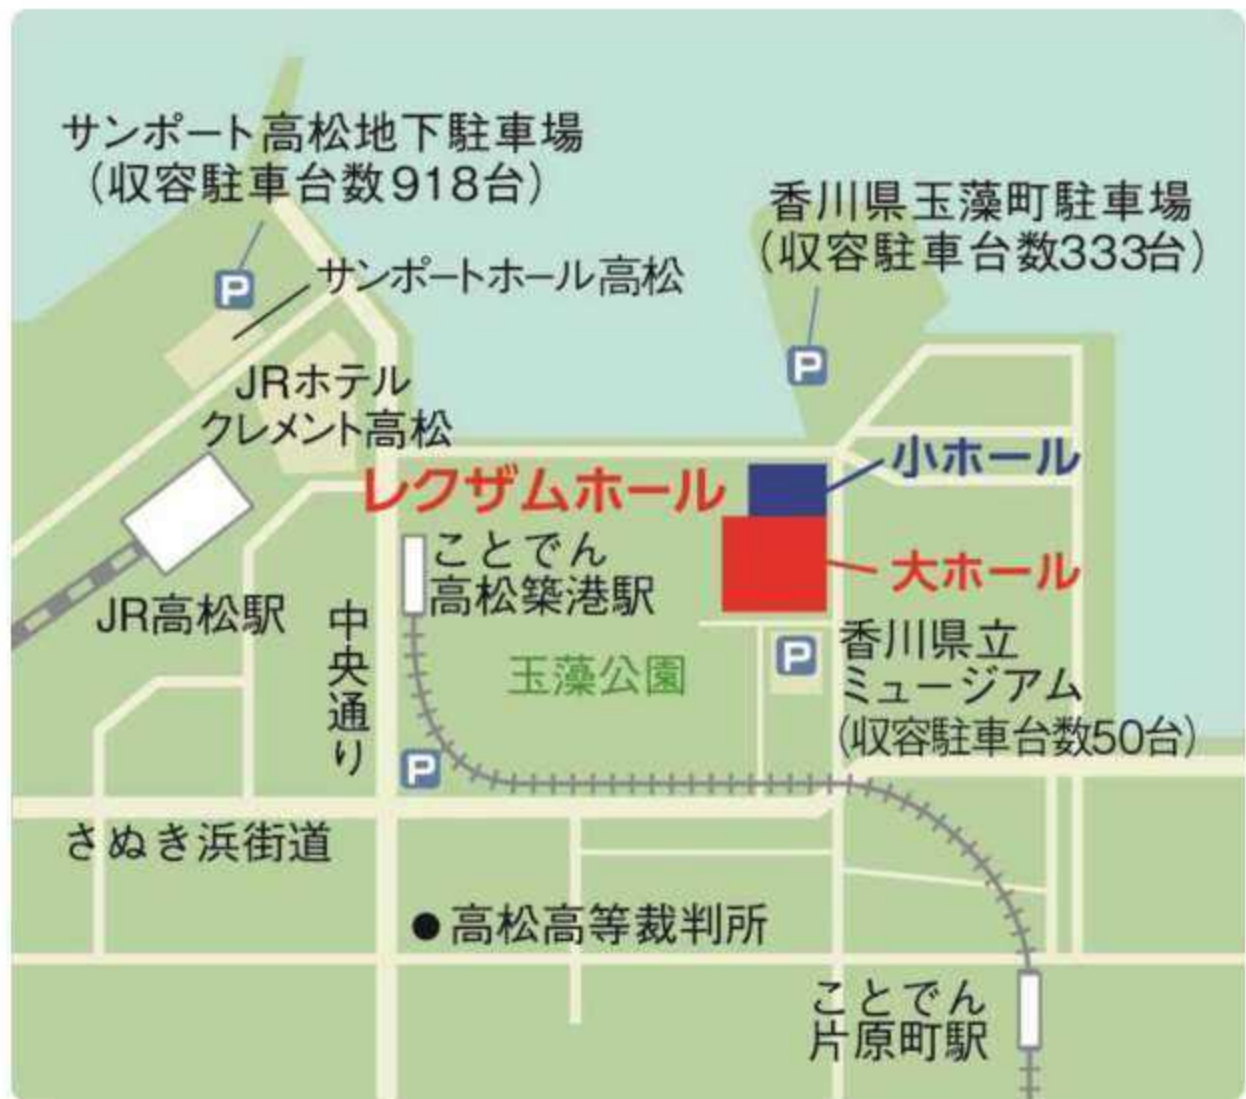 サンポート高松地下駐車場
（収容駐車台数918台）
香川県玉藻町駐車場
（収容駐車台数333台）
P
サンポートホール高松
P
JRホテル
クレメント高松
小ホール
レクザムホール
大ホール
ことでん
高松築港駅
JR高松駅
中央通り
玉藻公園
P
香川県立
ミュージアム
（収容駐車台数50台）
P
さぬき浜街道
●高松高等裁判所
ことでん
片原町駅